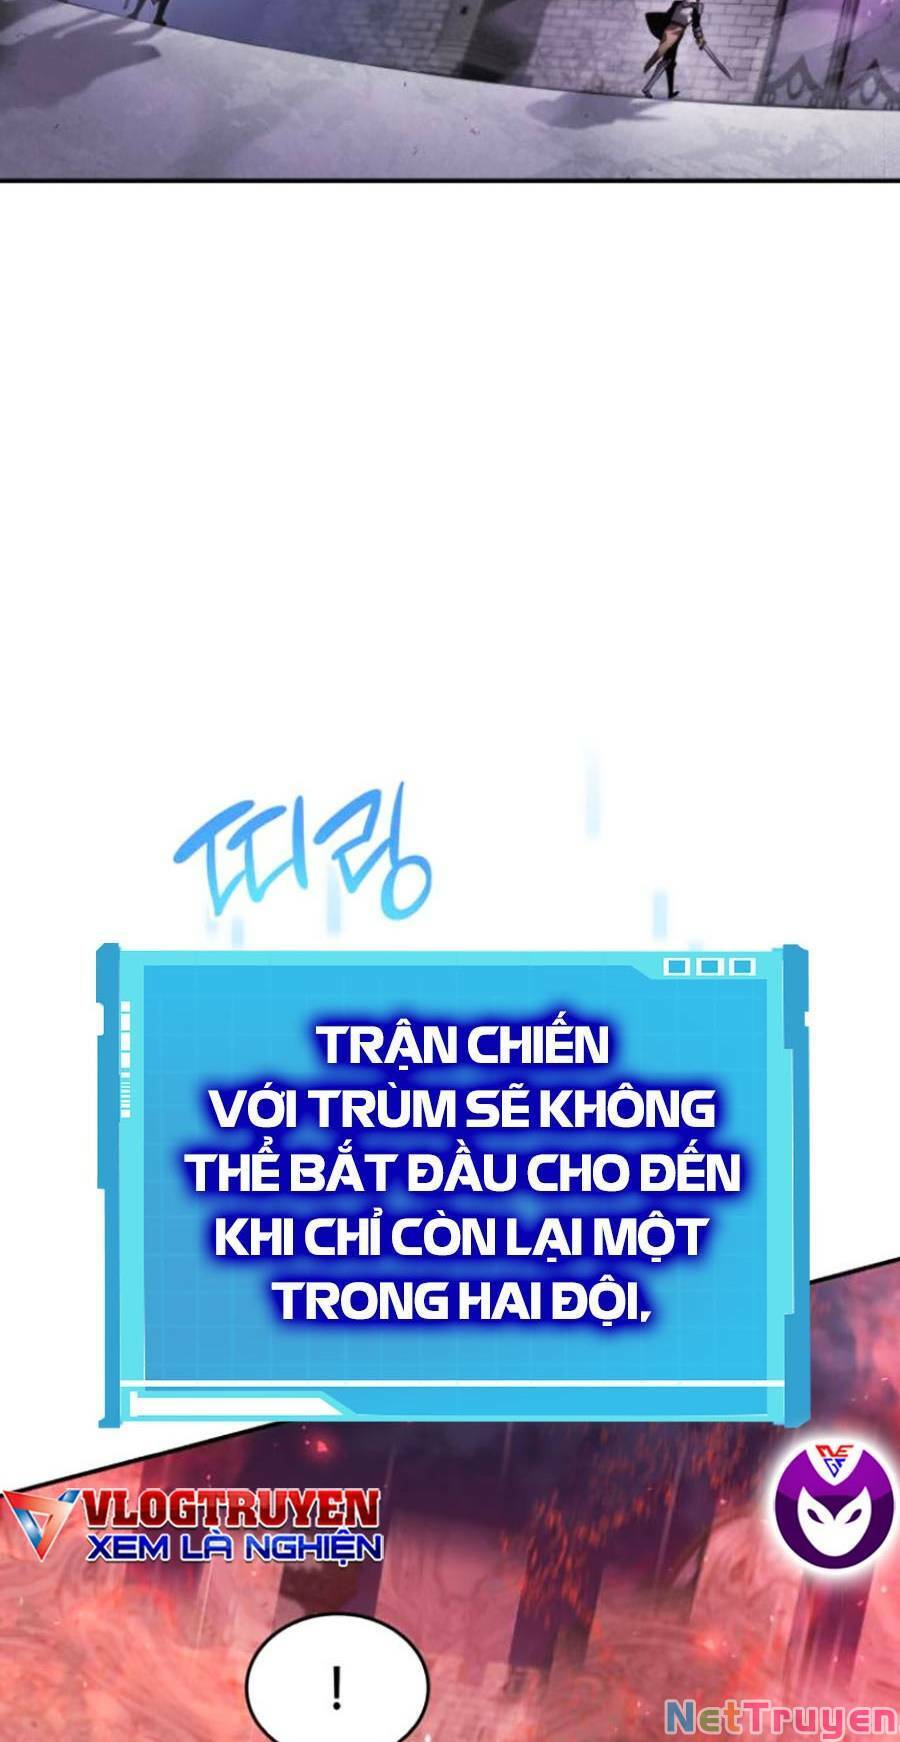 띠링
TRẬN CHIẾN
VỚI TRÙM SẼ KHÔNG
THỂ BẮT ĐẦU CHO ĐẾN
KHI CHỈ CÒN LẠI MỘT
TRONG HAI ĐỘI,
VLOGTRUYEN
XEM LÀ NGHIỆN
!
NetTruyen